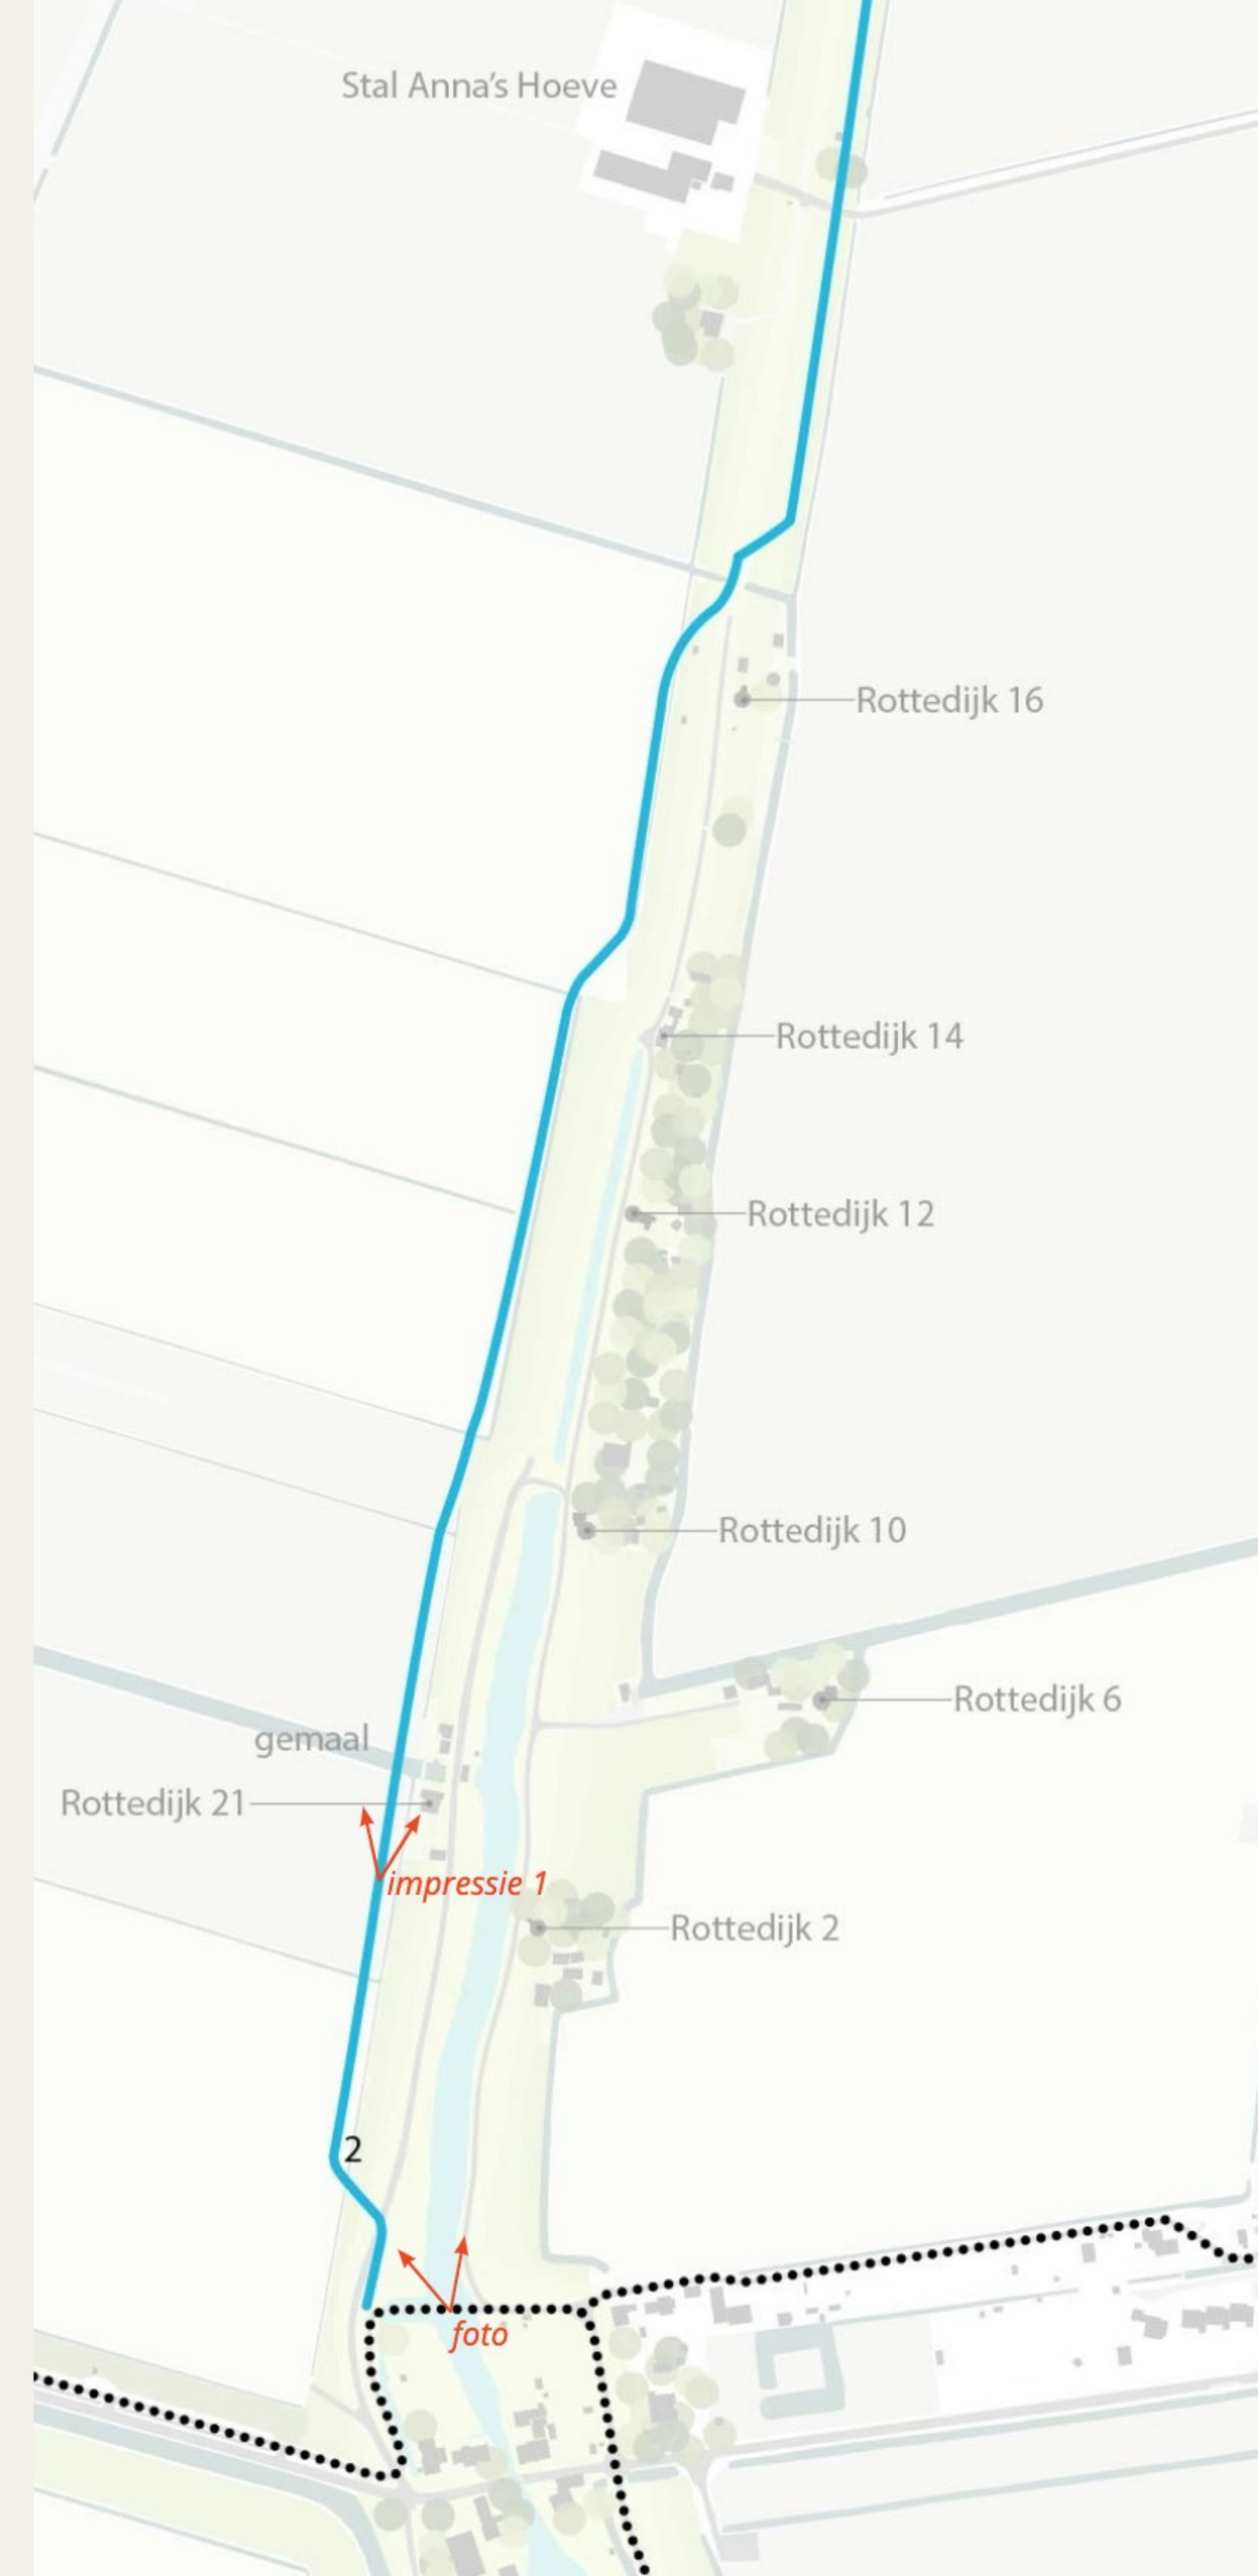 Stal Anna's Hoeve
Rottedijk 16
Rottedijk 14
Rottedijk 12
Rottedijk 10
Rottedijk 6
gemaal
Rottedijk 21
impressie 1
Rottedijk 2
2
foto